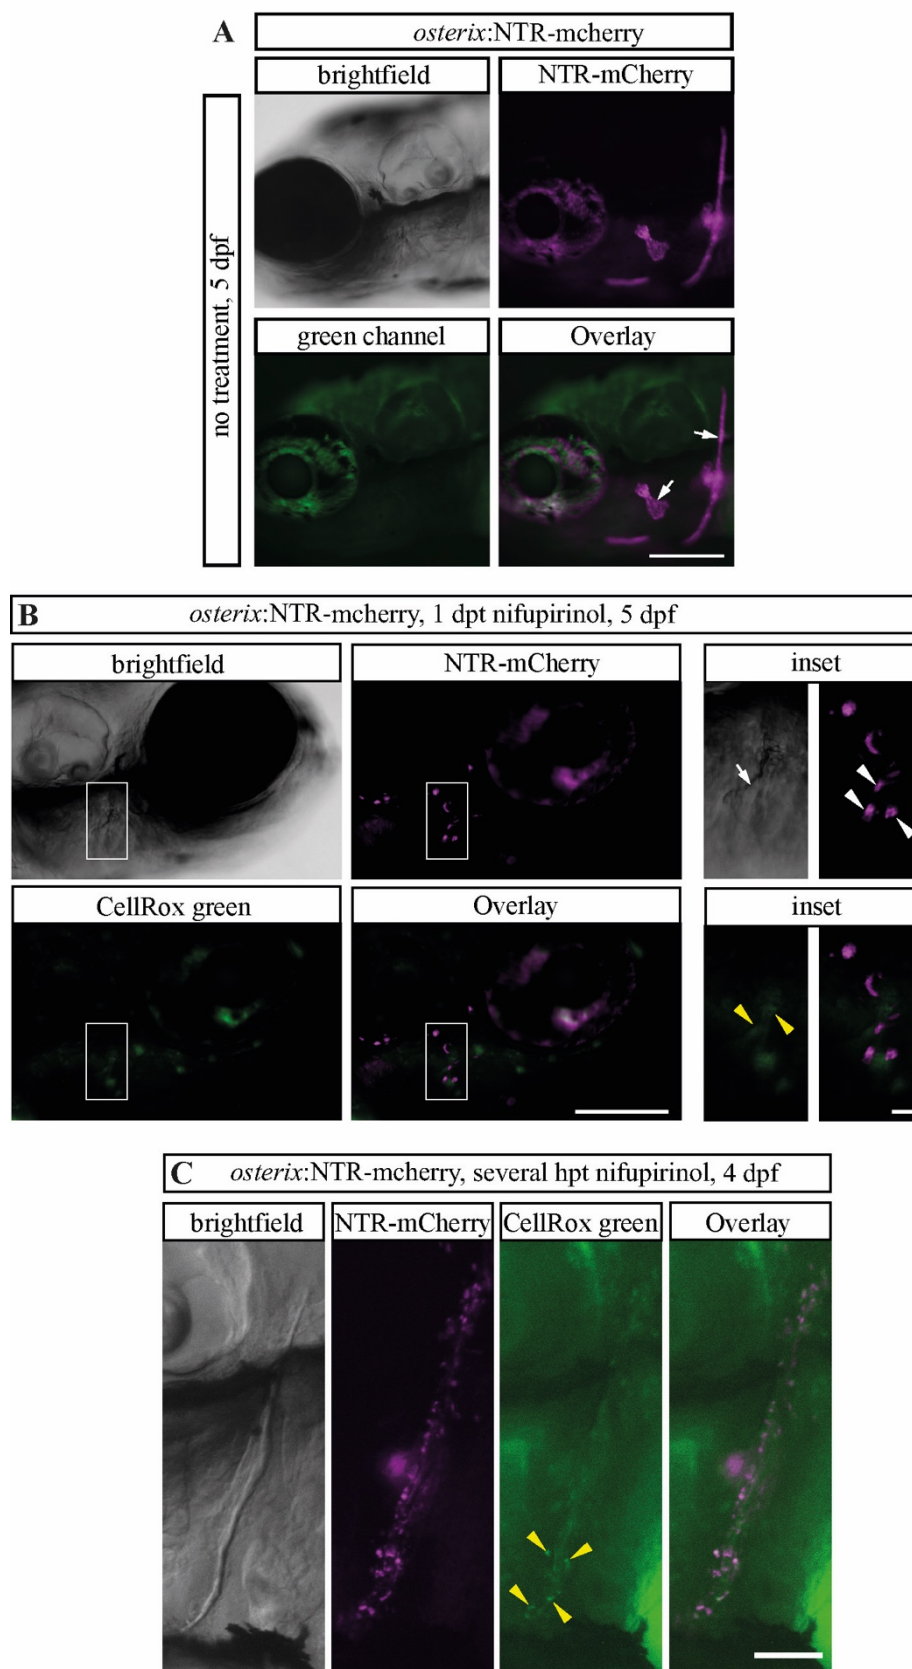 A
osterix:NTR-mcherry
brightfield
NTR-mCherry
no treatment, 5 dpf
green channel
Overlay
B
osterix:NTR-mcherry, 1 dpt nifupirinol, 5 dpf
brightfield
NTR-mCherry
inset
CellRox green
Overlay
inset
C
osterix:NTR-mcherry, several hpt nifupirinol, 4 dpf
brightfield
NTR-mCherry
CellRox green
Overlay